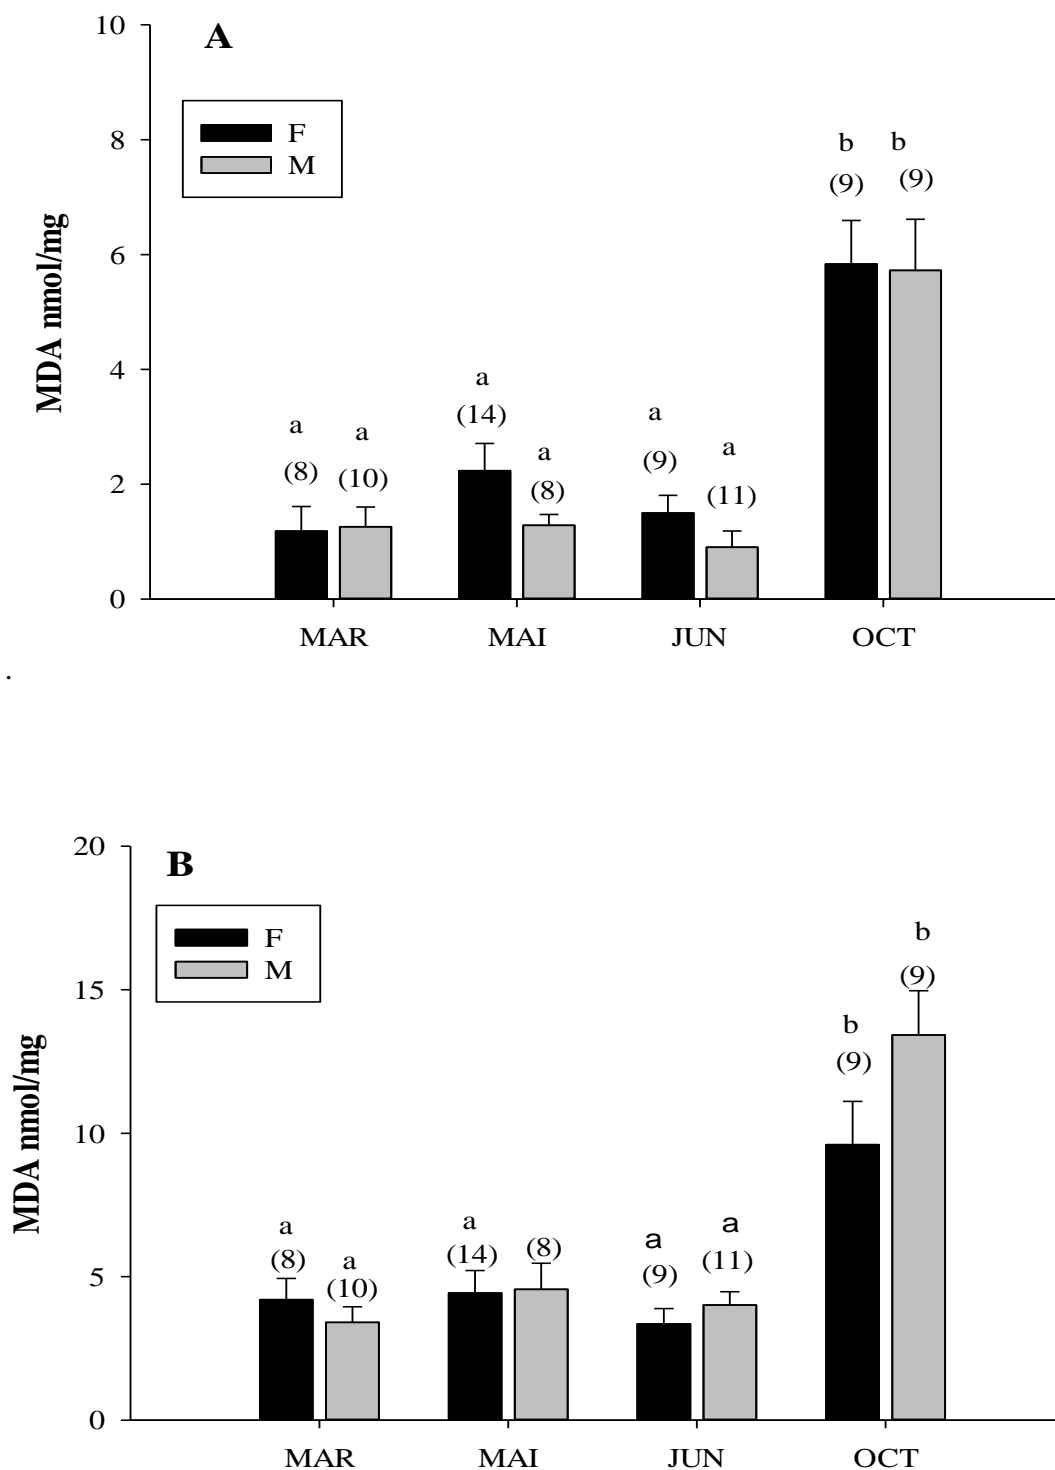 A
10
8
6
4
2
0
MDA nmol/mg
F
M
a
(8)
a
(10)
a
(14)
a
(8)
a
(9)
a
(11)
b
(9)
b
(9)
MAR MAI JUN OCT
.
B
20
15
10
5
0
MDA nmol/mg
F
M
a
(8)
a
(10)
a
(14)
(8)
a
(9)
a
(11)
b
(9)
b
(9)
MAR MAI JUN OCT